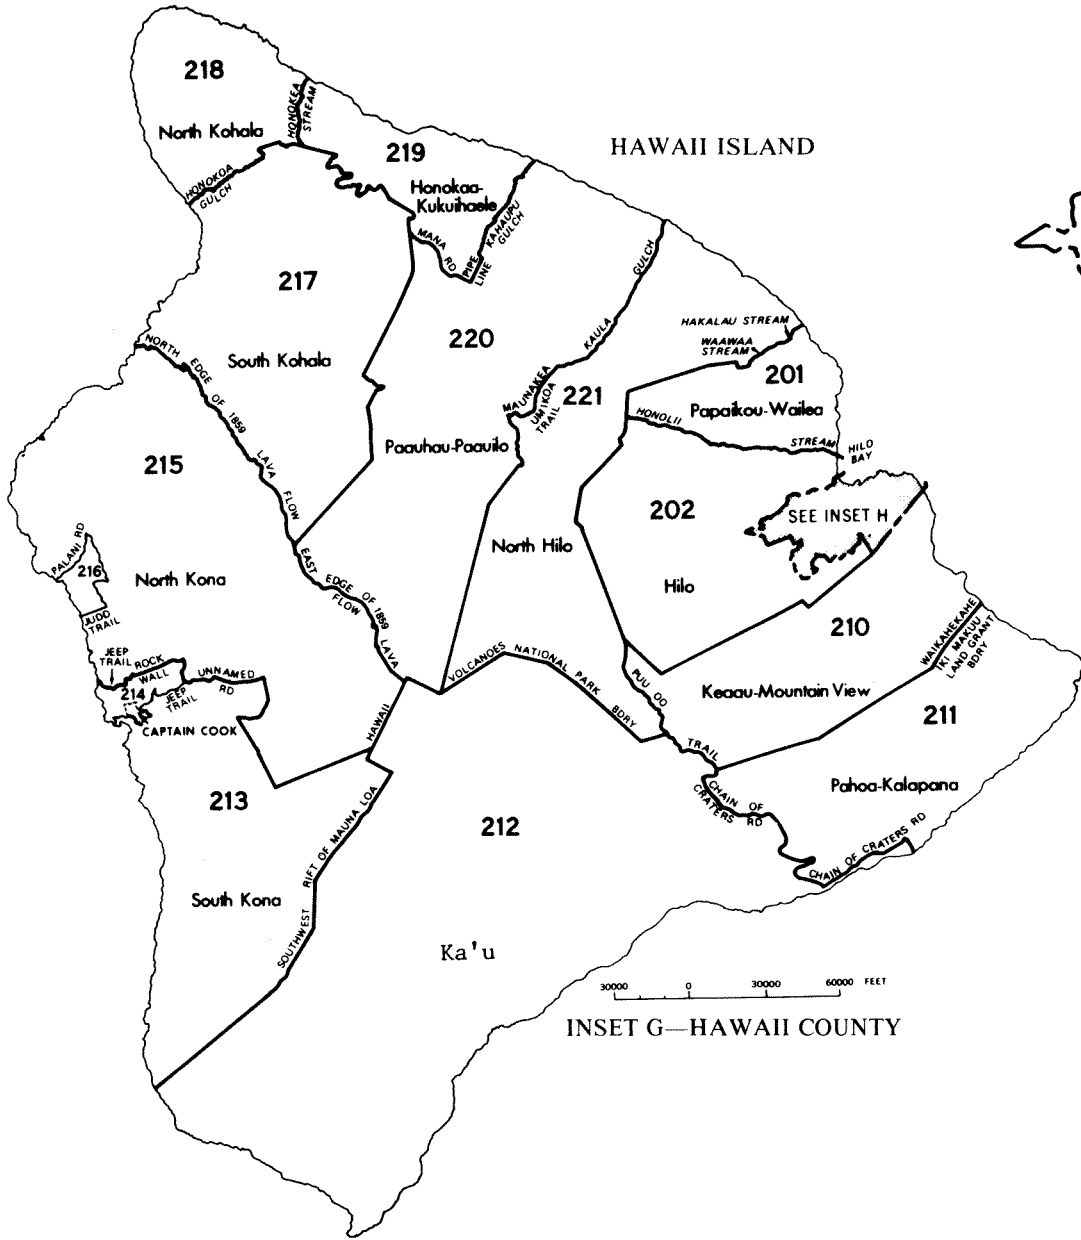 218
North Kohala
HONOKEA
STREAM
HAWAII ISLAND
219
Honokaa-
Kukuihaele
HONOKOA
GULCH
KAHAUPU
GULCH
MANA RD
PIPE
LINE
217
South Kohala
220
Paauhau-Paauilo
KAULA GULCH
MAUNAKEA
UMIKOA
TRAIL
221
North Hilo
HAKALAU STREAM
WAAWAA
STREAM
201
Papaikou-Wailea
HONOLII STREAM
HILO
BAY
NORTH EDGE OF 1859 LAVA FLOW
215
North Kona
202
Hilo
SEE INSET H
PALANI RD
216
JUDD
TRAIL
EAST EDGE OF 1859 LAVA
FLOW
210
Keaau-Mountain View
WAIKAHEKAHE
IKI MAKUU
LAND GRANT
BDRY
JEEP
TRAIL
ROCK
WALL
UNNAMED
RD
214
JEEP
TRAIL
CAPTAIN COOK
HAWAII VOLCANOES NATIONAL PARK BDRY
PUU OO TRAIL
211
Pahoa-Kalapana
213
South Kona
CHAIN OF
CRATERS RD
212
Ka'u
CHAIN OF CRATERS RD
SOUTHWEST RIFT OF MAUNA LOA
30000 0 30000 60000 FEET
INSET G—HAWAII COUNTY